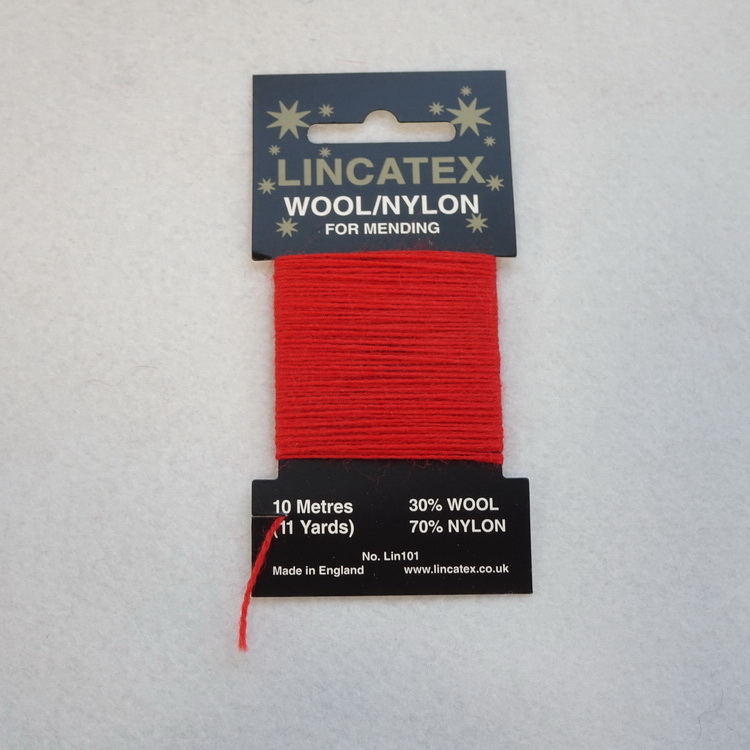 LINCATEX
WOOL/NYLON
FOR MENDING
10 Metres 30% WOOL
(11 Yards) 70% NYLON
No. Lin101
Made in England www.lincatex.co.uk